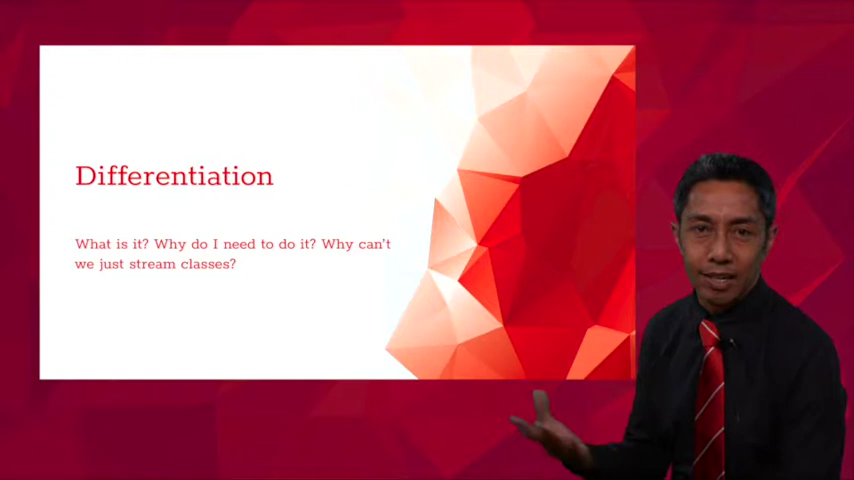 Differentiation
What is it? Why do I need to do it? Why can't
we just stream classes?